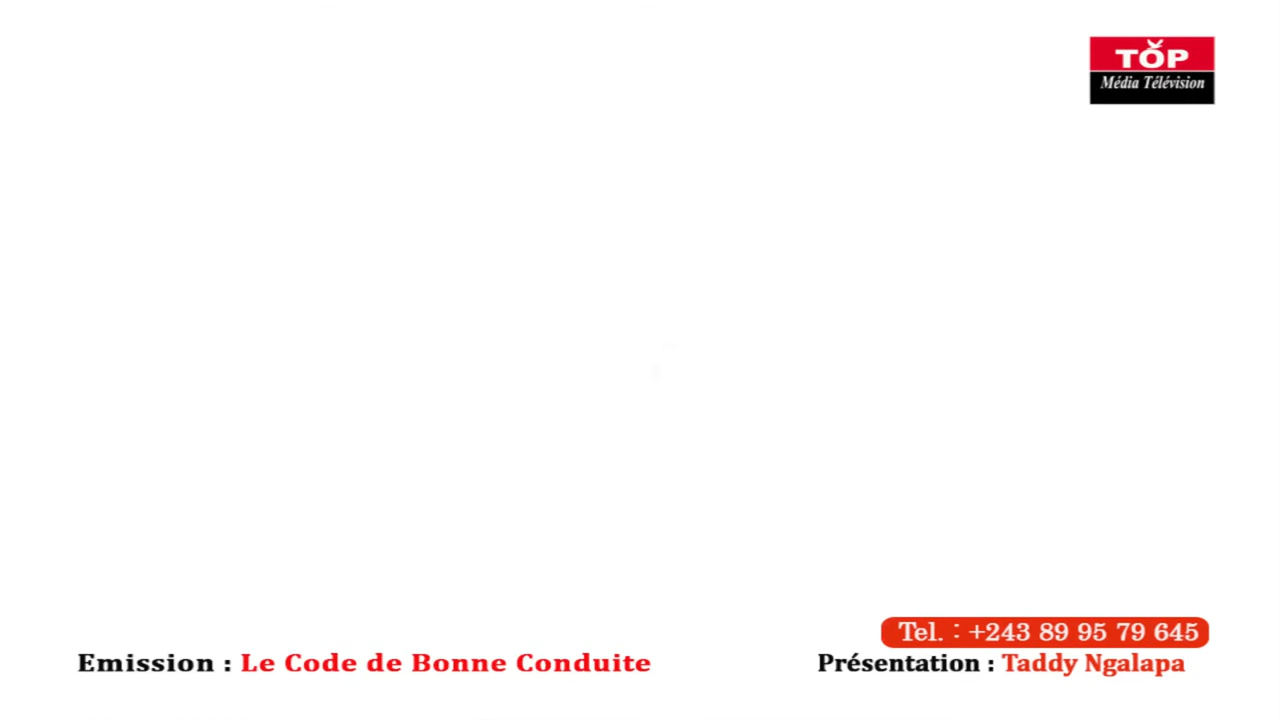 TOP
Média Télévision
Tel. : +243 89 95 79 645
Emission : Le Code de Bonne Conduite
Présentation : Taddy Ngalapa